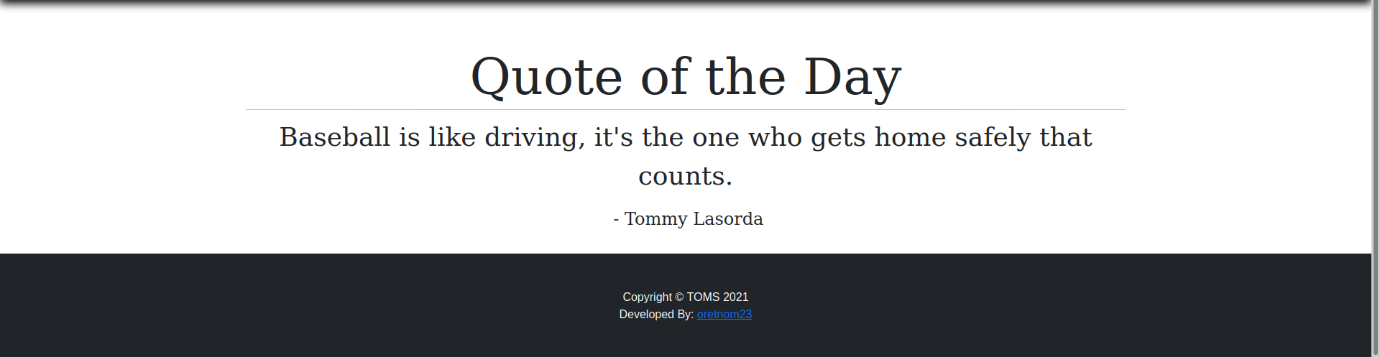 Quote of the Day
Baseball is like driving, it's the one who gets home safely that
counts.
- Tommy Lasorda
Copyright © TOMS 2021
Developed By: oretnom23